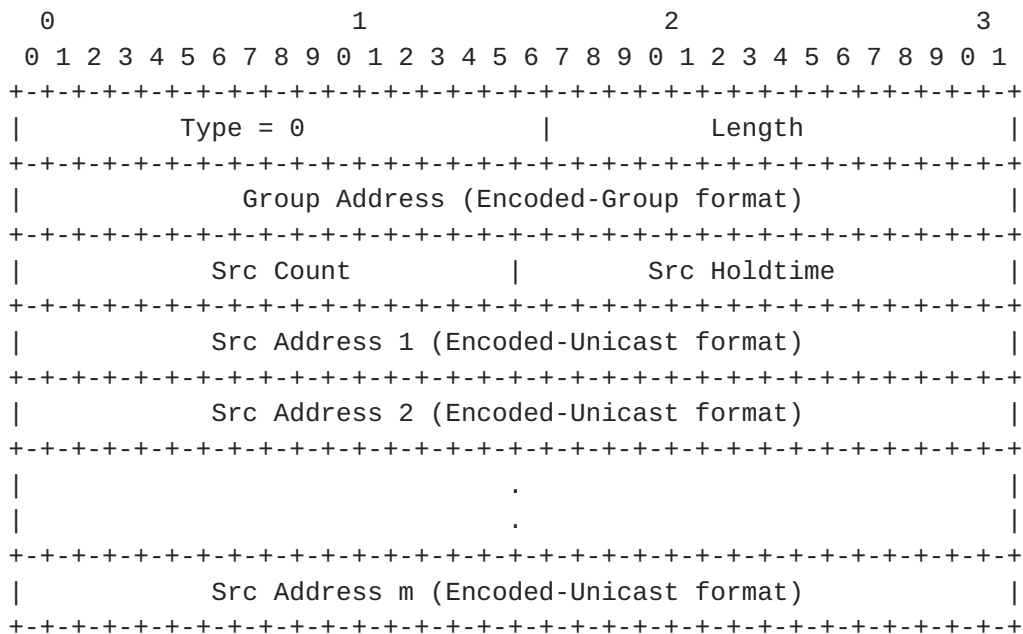 0                   1                   2                   3
 0 1 2 3 4 5 6 7 8 9 0 1 2 3 4 5 6 7 8 9 0 1 2 3 4 5 6 7 8 9 0 1
+-+-+-+-+-+-+-+-+-+-+-+-+-+-+-+-+-+-+-+-+-+-+-+-+-+-+-+-+-+-+-+-+
|          Type = 0               |          Length             |
+-+-+-+-+-+-+-+-+-+-+-+-+-+-+-+-+-+-+-+-+-+-+-+-+-+-+-+-+-+-+-+-+
|              Group Address (Encoded-Group format)             |
+-+-+-+-+-+-+-+-+-+-+-+-+-+-+-+-+-+-+-+-+-+-+-+-+-+-+-+-+-+-+-+-+
|            Src Count          |        Src Holdtime           |
+-+-+-+-+-+-+-+-+-+-+-+-+-+-+-+-+-+-+-+-+-+-+-+-+-+-+-+-+-+-+-+-+
|            Src Address 1 (Encoded-Unicast format)             |
+-+-+-+-+-+-+-+-+-+-+-+-+-+-+-+-+-+-+-+-+-+-+-+-+-+-+-+-+-+-+-+-+
|            Src Address 2 (Encoded-Unicast format)             |
+-+-+-+-+-+-+-+-+-+-+-+-+-+-+-+-+-+-+-+-+-+-+-+-+-+-+-+-+-+-+-+-+
|                               .                               |
|                               .                               |
+-+-+-+-+-+-+-+-+-+-+-+-+-+-+-+-+-+-+-+-+-+-+-+-+-+-+-+-+-+-+-+-+
|            Src Address m (Encoded-Unicast format)             |
+-+-+-+-+-+-+-+-+-+-+-+-+-+-+-+-+-+-+-+-+-+-+-+-+-+-+-+-+-+-+-+-+